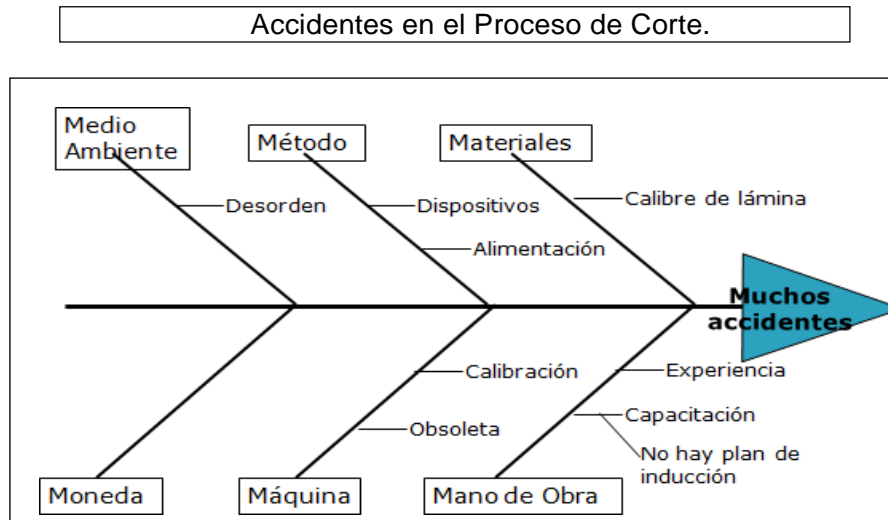 Accidentes en el Proceso de Corte.
Medio
Ambiente
Método
Materiales
Desorden
Dispositivos
Calibre de lámina
Alimentación
Muchos
accidentes
Calibración
Experiencia
Obsoleta
Capacitación
No hay plan de
inducción
Moneda
Máquina
Mano de Obra